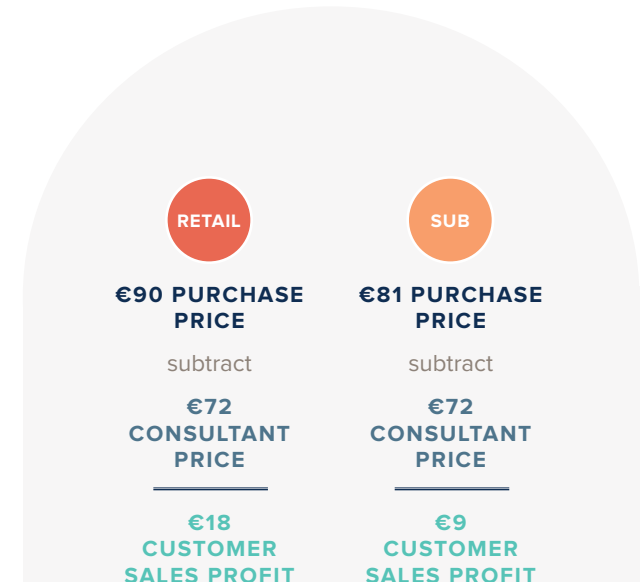 RETAIL
€90 PURCHASE
PRICE
subtract
€72
CONSULTANT
PRICE
€18
CUSTOMER
SALES PROFIT
SUB
€81 PURCHASE
PRICE
subtract
€72
CONSULTANT
PRICE
€9
CUSTOMER
SALES PROFIT